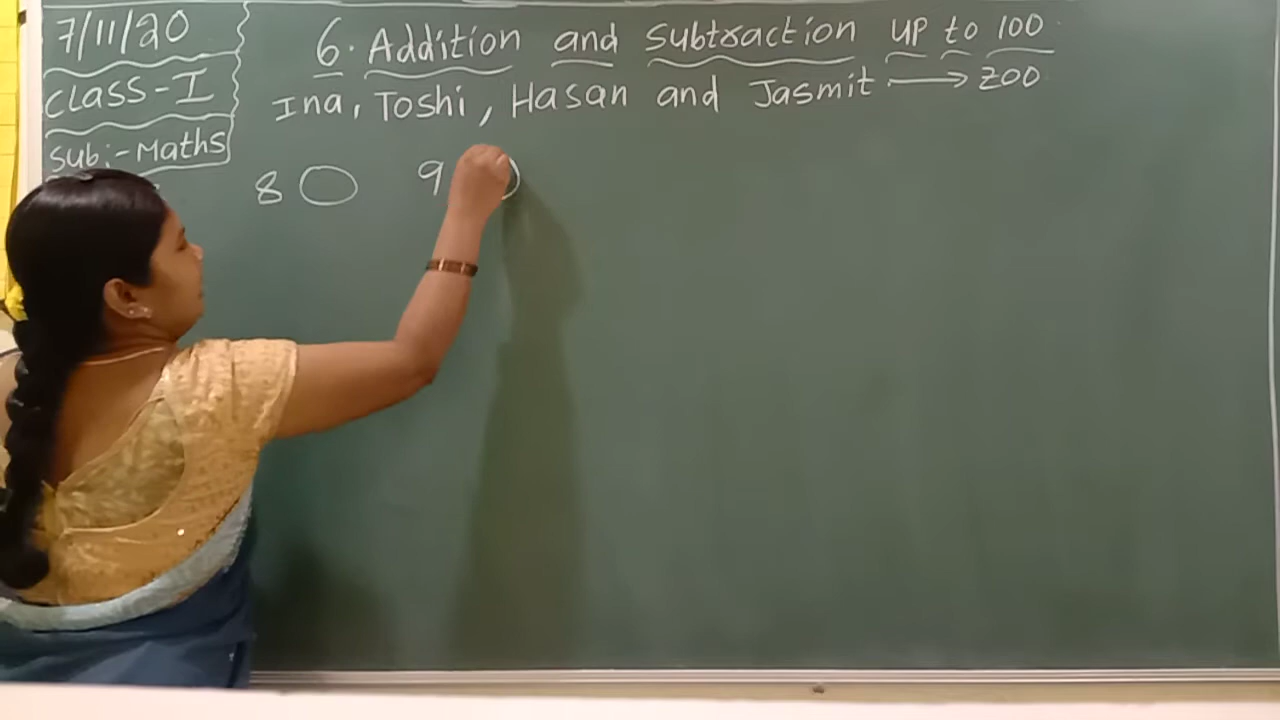 7/11/20
6. Addition and Subtraction UP to 100
Class-I
Ina, Toshi, Hasan and Jasmit → zoo
Sub:-Maths
8 9